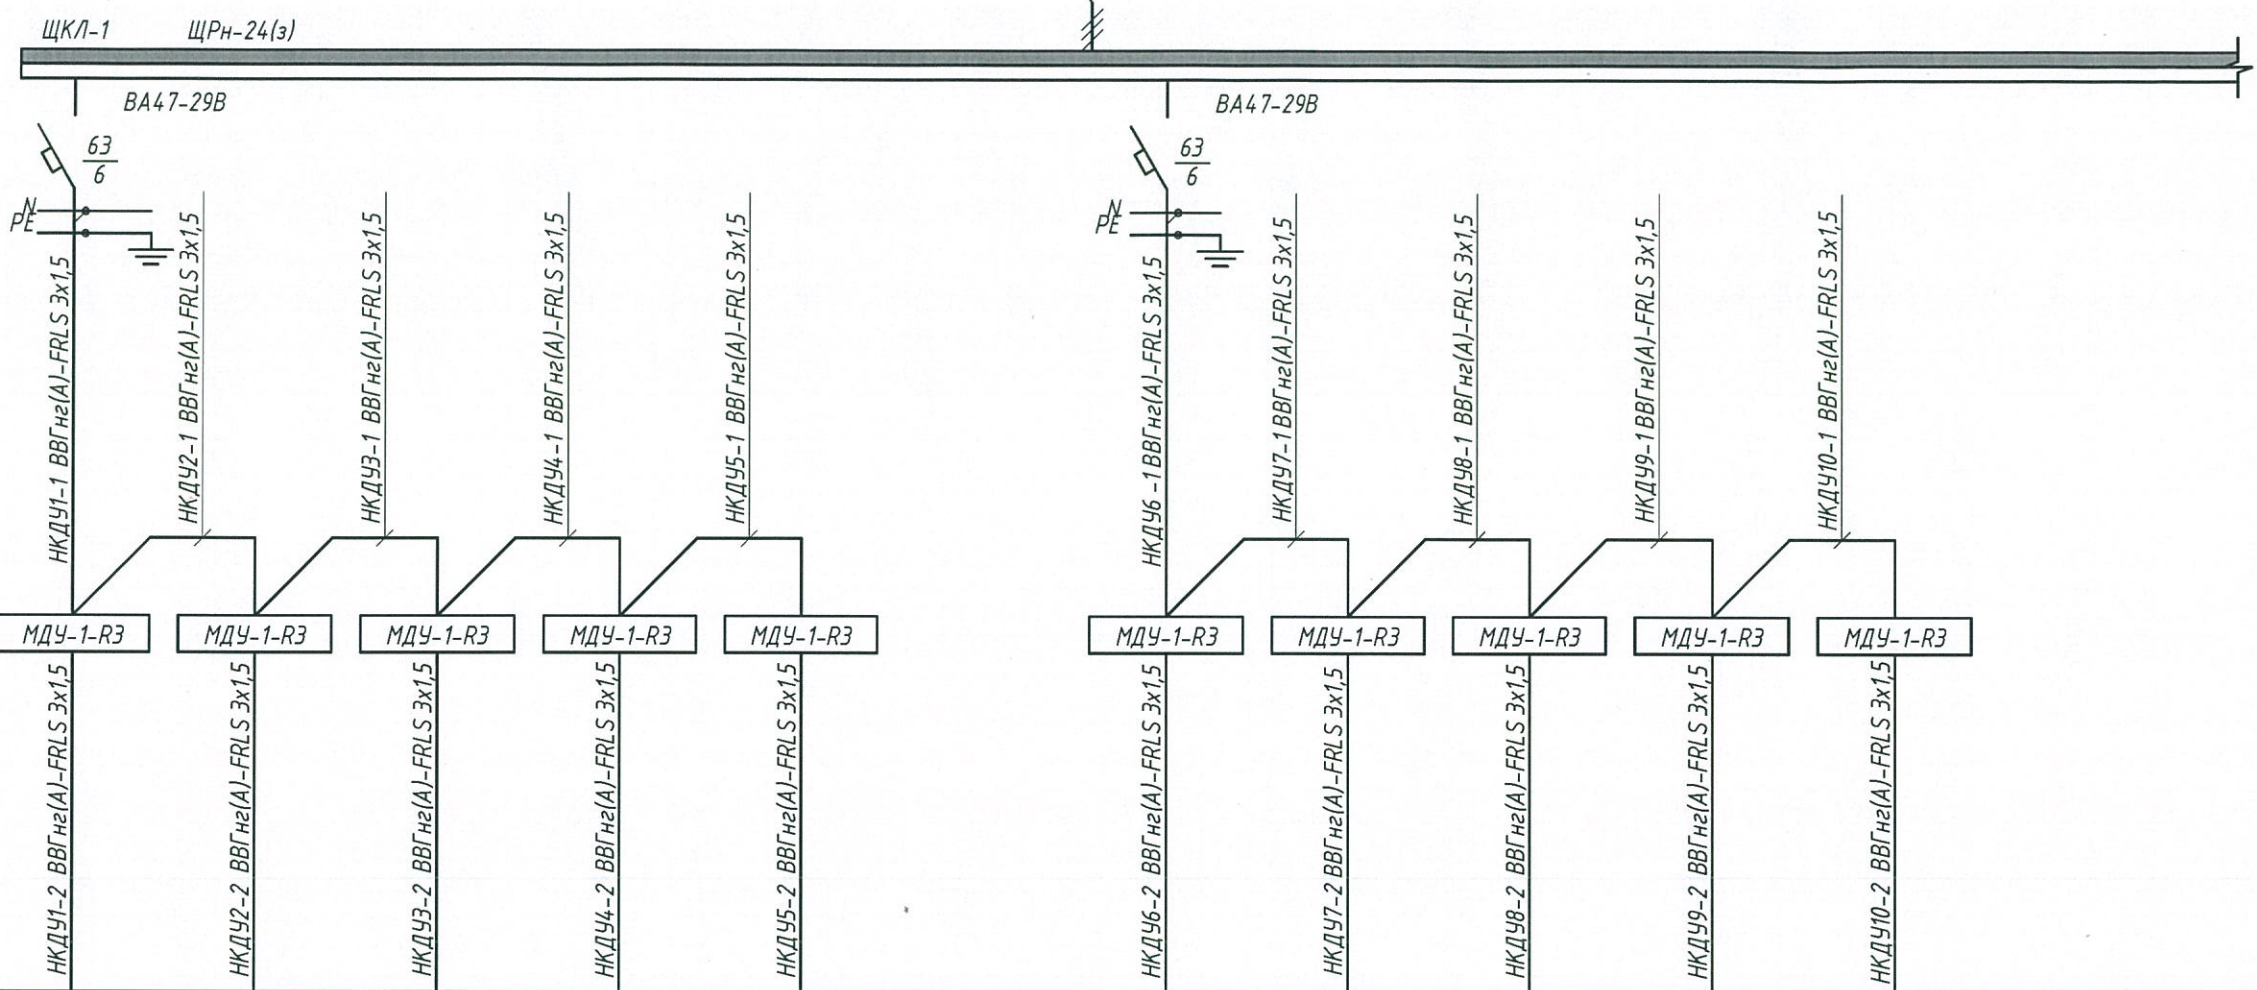 ЩКЛ-1 ЩРн-24(з)
ВА47-29В
63
6
N
PE
НКДУ1-1 ВВГнг(А)-FRLS 3х1,5
НКДУ2-1 ВВГнг(А)-FRLS 3х1,5
НКДУ3-1 ВВГнг(А)-FRLS 3х1,5
НКДУ4-1 ВВГнг(А)-FRLS 3х1,5
НКДУ5-1 ВВГнг(А)-FRLS 3х1,5
ВА47-29В
63
6
N
PE
НКДУ6 -1 ВВГнг(А)-FRLS 3х1,5
НКДУ7-1 ВВГнг(А)-FRLS 3х1,5
НКДУ8-1 ВВГнг(А)-FRLS 3х1,5
НКДУ9-1 ВВГнг(А)-FRLS 3х1,5
НКДУ10-1 ВВГнг(А)-FRLS 3х1,5
МДУ-1-R3
МДУ-1-R3
МДУ-1-R3
МДУ-1-R3
МДУ-1-R3
МДУ-1-R3
МДУ-1-R3
МДУ-1-R3
МДУ-1-R3
МДУ-1-R3
НКДУ1-2 ВВГнг(А)-FRLS 3х1,5
НКДУ2-2 ВВГнг(А)-FRLS 3х1,5
НКДУ3-2 ВВГнг(А)-FRLS 3х1,5
НКДУ4-2 ВВГнг(А)-FRLS 3х1,5
НКДУ5-2 ВВГнг(А)-FRLS 3х1,5
НКДУ6-2 ВВГнг(А)-FRLS 3х1,5
НКДУ7-2 ВВГнг(А)-FRLS 3х1,5
НКДУ8-2 ВВГнг(А)-FRLS 3х1,5
НКДУ9-2 ВВГнг(А)-FRLS 3х1,5
НКДУ10-2 ВВГнг(А)-FRLS 3х1,5